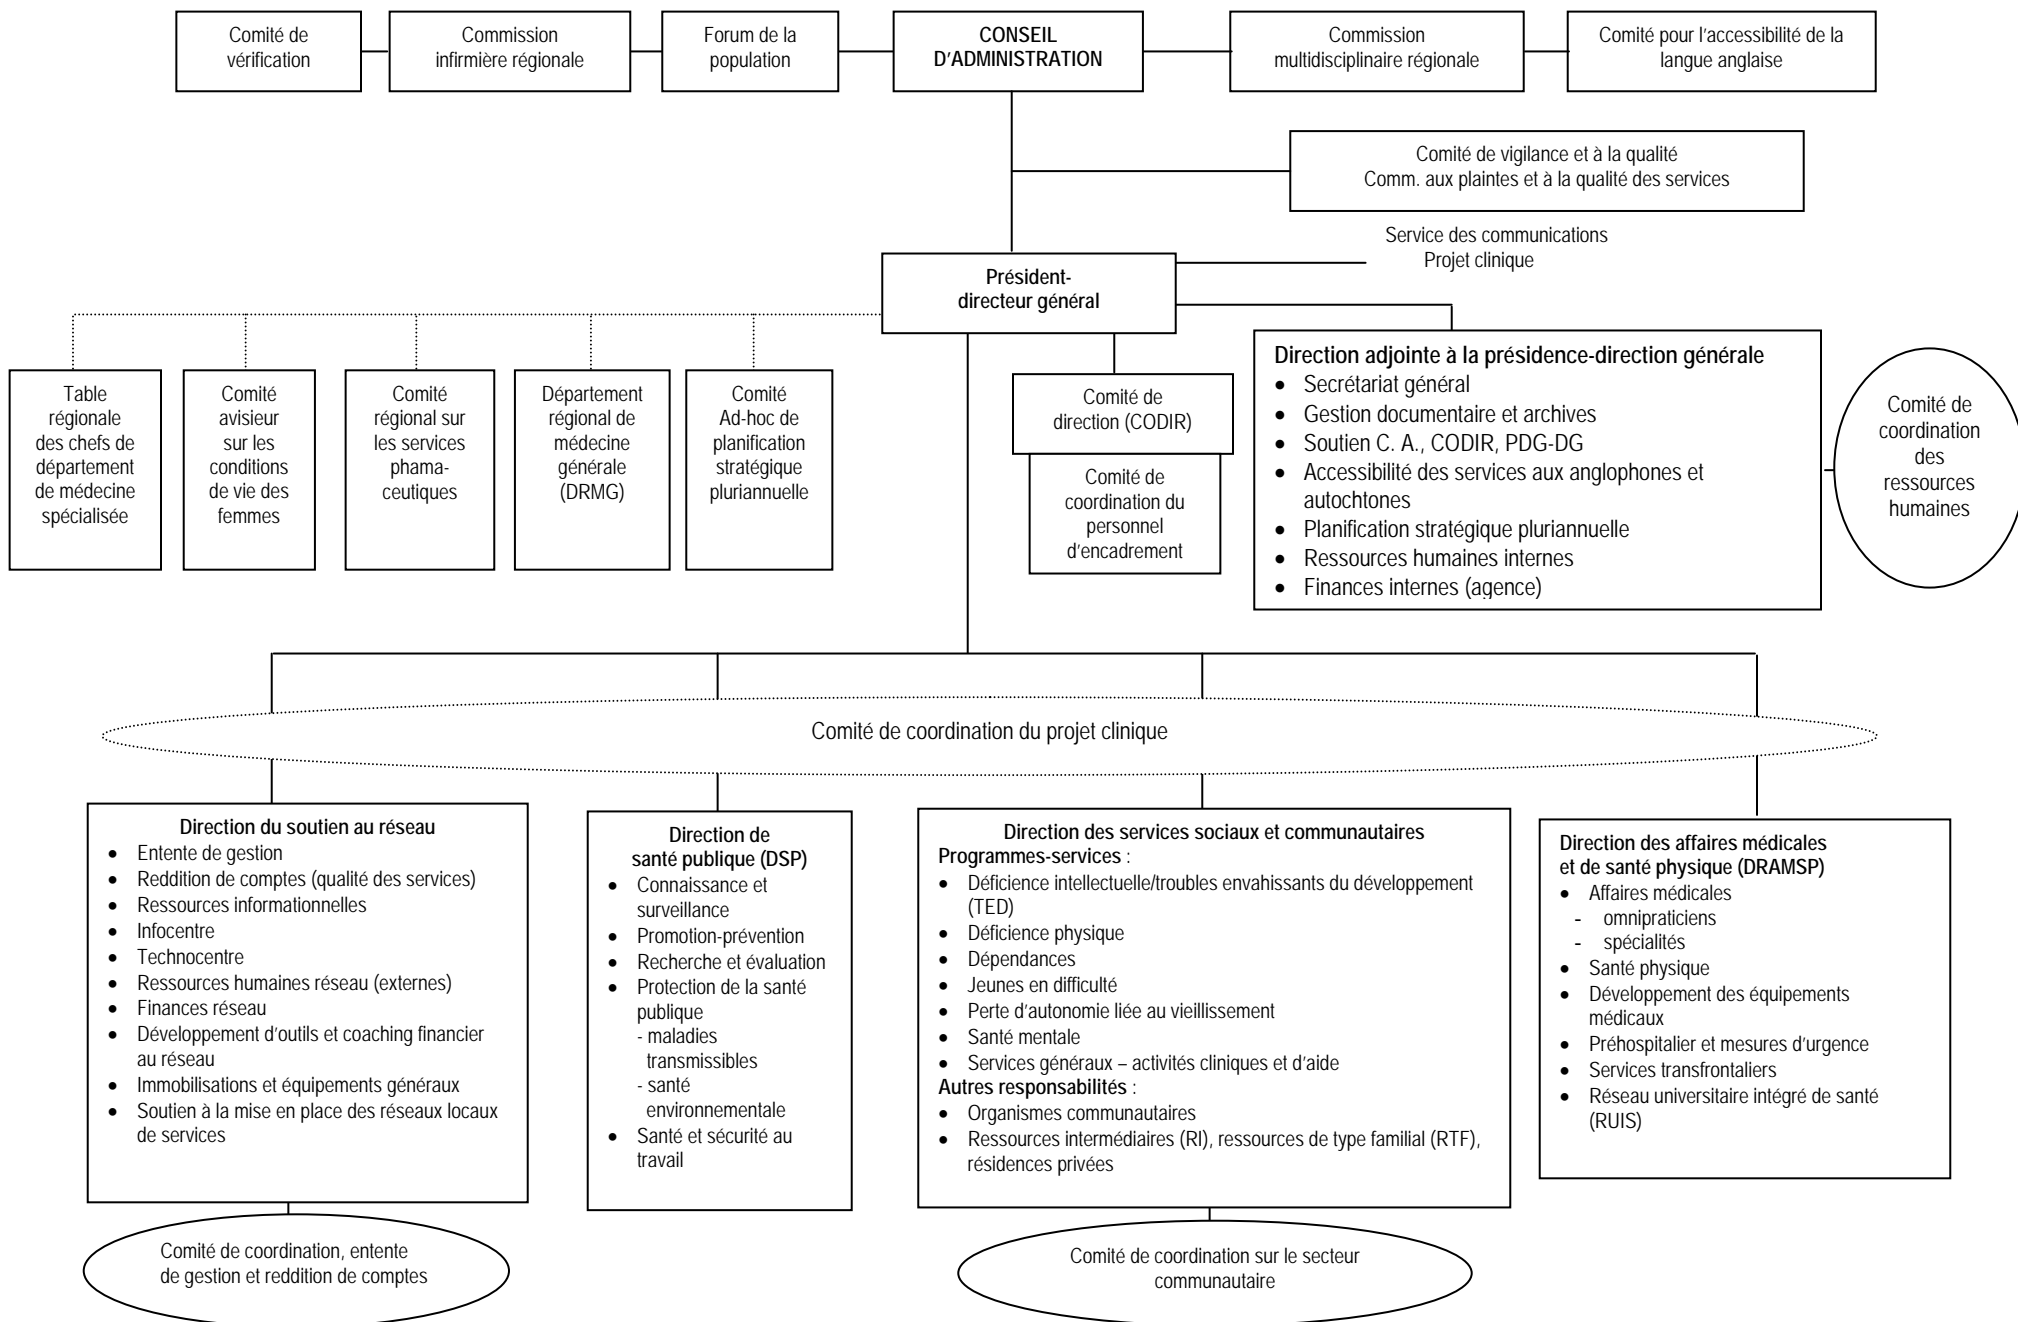 Comité de
vérification
Commission
infirmière régionale
Forum de la
population
CONSEIL
D'ADMINISTRATION
Commission
multidisciplinaire régionale
Comité pour l'accessibilité de la
langue anglaise
Comité de vigilance et à la qualité
Comm. aux plaintes et à la qualité des services
Service des communications
Projet clinique
Président-
directeur général
Table
régionale
des chefs de
département
de médecine
spécialisée
Comité
avisieur
sur les
conditions
de vie des
femmes
Comité
régional sur
les services
phama-
ceutiques
Département
régional de
médecine
générale
(DRMG)
Comité
Ad-hoc de
planification
stratégique
pluriannuelle
Comité de
direction (CODIR)
Comité de
coordination du
personnel
d'encadrement
Direction adjointe à la présidence-direction générale
• Secrétariat général
• Gestion documentaire et archives
• Soutien C. A., CODIR, PDG-DG
• Accessibilité des services aux anglophones et
autochtones
• Planification stratégique pluriannuelle
• Ressources humaines internes
• Finances internes (agence)
Comité de
coordination
des
ressources
humaines
Comité de coordination du projet clinique
Direction du soutien au réseau
• Entente de gestion
• Reddition de comptes (qualité des services)
• Ressources informationnelles
• Infocentre
• Technocentre
• Ressources humaines réseau (externes)
• Finances réseau
• Développement d'outils et coaching financier
au réseau
• Immobilisations et équipements généraux
• Soutien à la mise en place des réseaux locaux
de services
Direction de
santé publique (DSP)
• Connaissance et
surveillance
• Promotion-prévention
• Recherche et évaluation
• Protection de la santé
publique
- maladies
transmissibles
- santé
environnementale
• Santé et sécurité au
travail
Direction des services sociaux et communautaires
Programmes-services :
• Déficience intellectuelle/troubles envahissants du développement
(TED)
• Déficience physique
• Dépendances
• Jeunes en difficulté
• Perte d'autonomie liée au vieillissement
• Santé mentale
• Services généraux – activités cliniques et d'aide
Autres responsabilités :
• Organismes communautaires
• Ressources intermédiaires (RI), ressources de type familial (RTF),
résidences privées
Direction des affaires médicales
et de santé physique (DRAMSP)
• Affaires médicales
- omnipraticiens
- spécialités
• Santé physique
• Développement des équipements
médicaux
• Préhospitalier et mesures d'urgence
• Services transfrontaliers
• Réseau universitaire intégré de santé
(RUIS)
Comité de coordination, entente
de gestion et reddition de comptes
Comité de coordination sur le secteur
communautaire